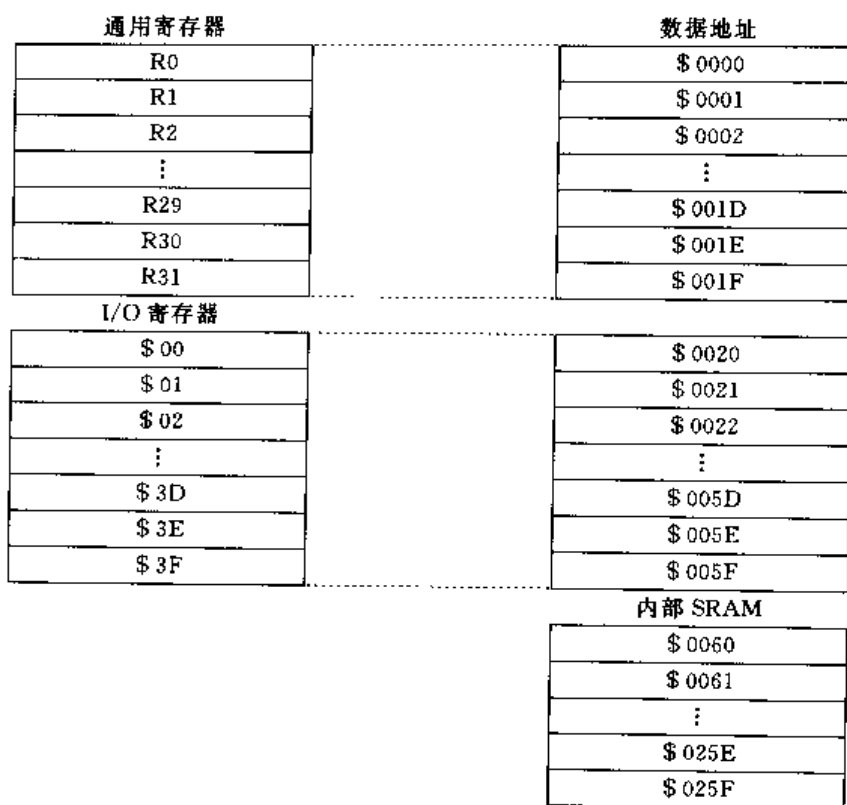 通用寄存器 数据地址
R0 $0000
R1 $0001
R2 $0002
⋮ ⋮
R29 $001D
R30 $001E
R31 $001F
I/O 寄存器
$00 $0020
$01 $0021
$02 $0022
⋮ ⋮
$3D $005D
$3E $005E
$3F $005F
内部 SRAM
$0060
$0061
⋮
$025E
$025F